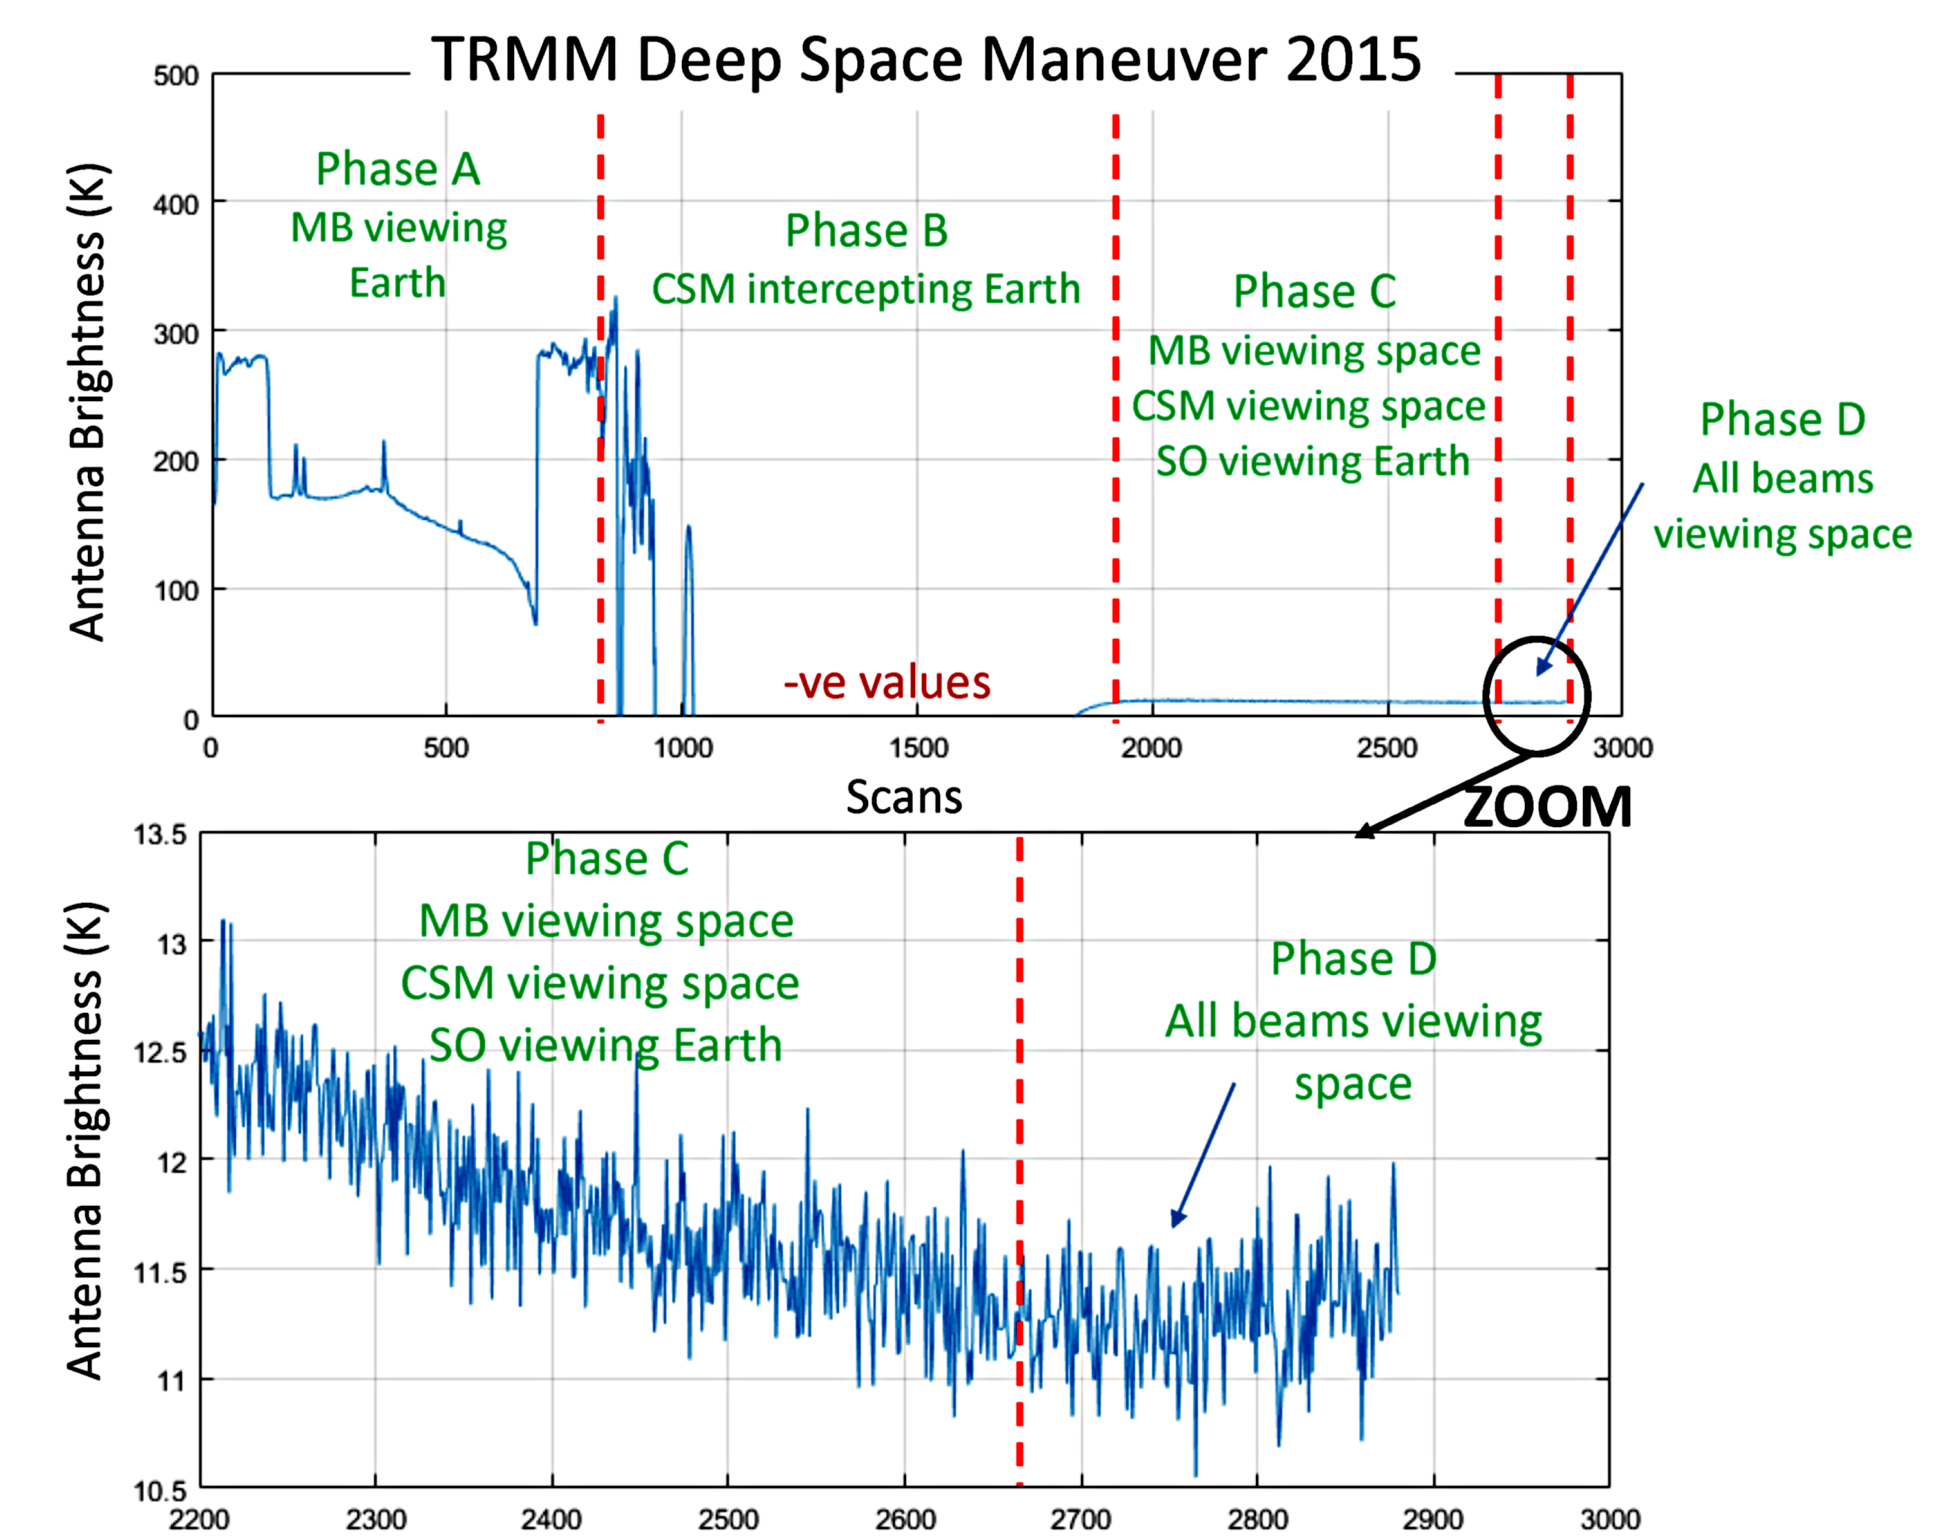 TRMM Deep Space Maneuver 2015
Antenna Brightness (K)
500
400
300
200
100
0
Phase A
MB viewing
Earth
Phase B
CSM intercepting Earth
Phase C
MB viewing space
CSM viewing space
SO viewing Earth
Phase D
All beams
viewing space
-ve values
0
500
1000
1500
2000
2500
3000
Scans
ZOOM
Antenna Brightness (K)
13.5
13
12.5
12
11.5
11
10.5
Phase C
MB viewing space
CSM viewing space
SO viewing Earth
Phase D
All beams viewing
space
2200
2300
2400
2500
2600
2700
2800
2900
3000